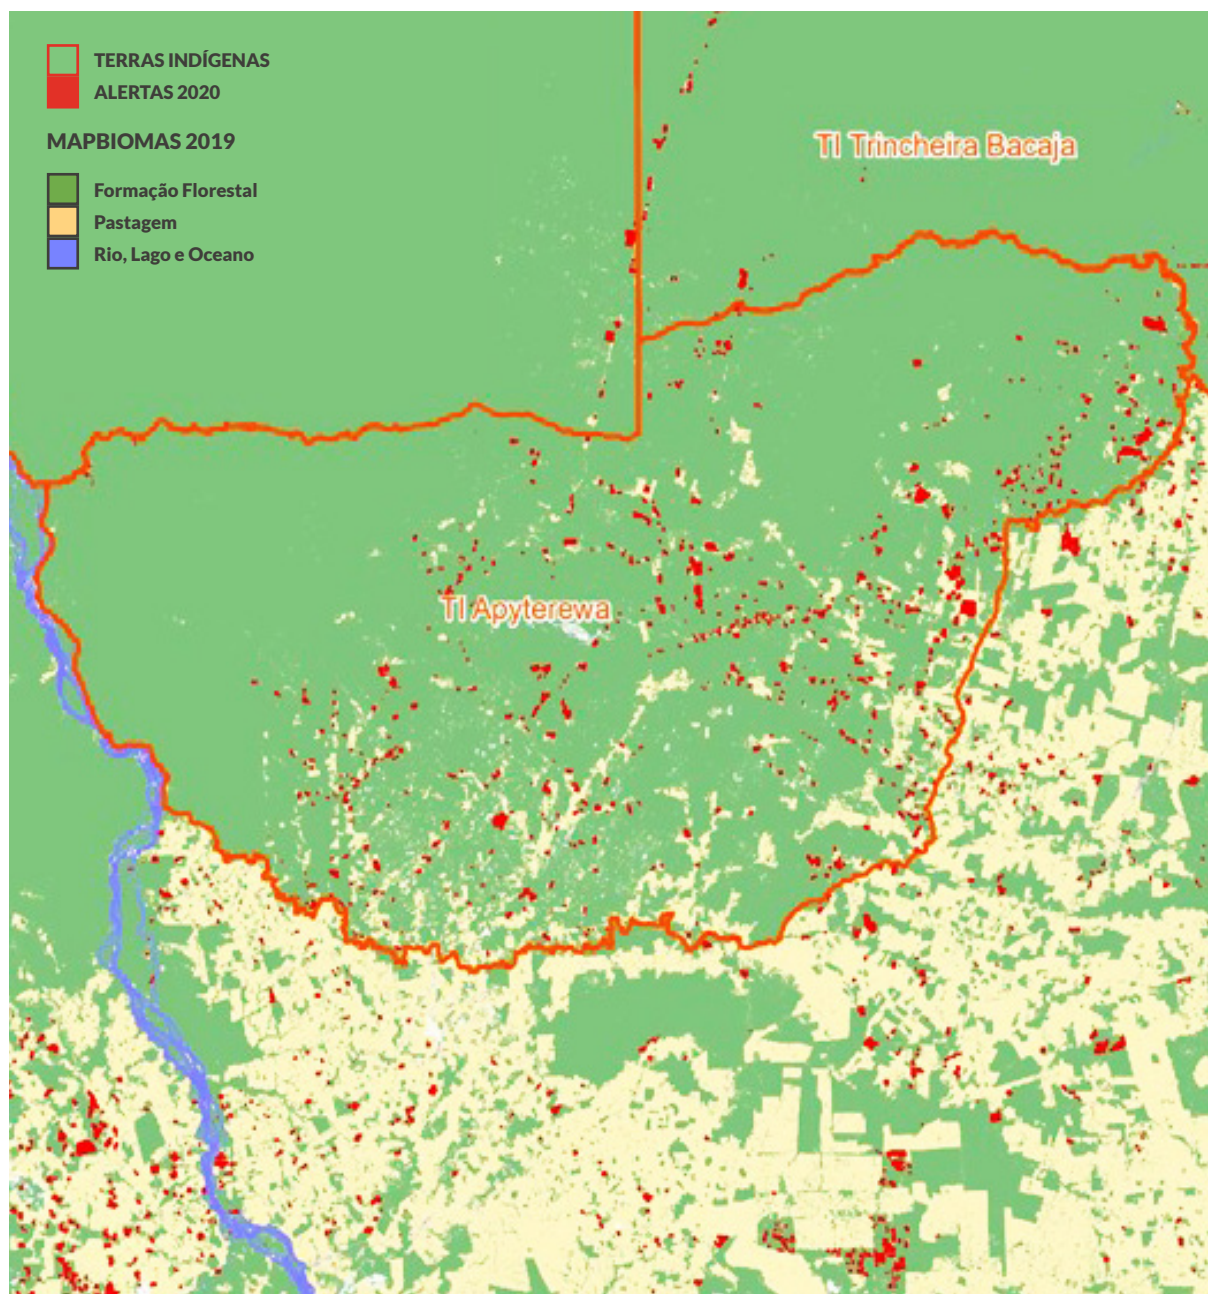 TERRAS INDÍGENAS
ALERTAS 2020
MAPBIOMAS 2019
Formação Florestal
Pastagem
Rio, Lago e Oceano
TI Trincheira Bacaja
TI Apyterewa